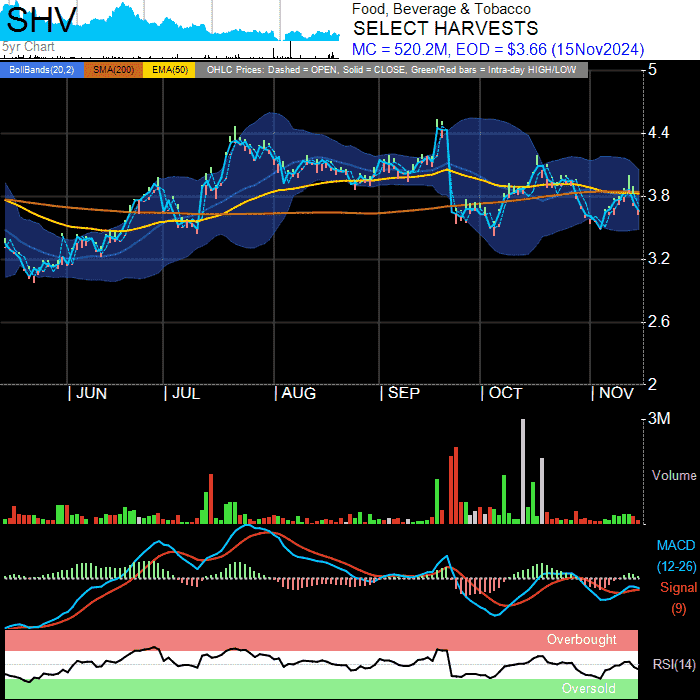 SHV
5yr Chart
Food, Beverage & Tobacco
SELECT HARVESTS
MC = 520.2M, EOD = $3.66 (15Nov2024)
BollBands(20,2) SMA(200) EMA(50) OHLC Prices: Dashed = OPEN, Solid = CLOSE, Green/Red bars = Intra-day HIGH/LOW
5
4.4
3.8
3.2
2.6
2
JUN JUL AUG SEP OCT NOV
3M
Volume
MACD
(12-26)
Signal
(9)
Overbought
RSI(14)
Oversold